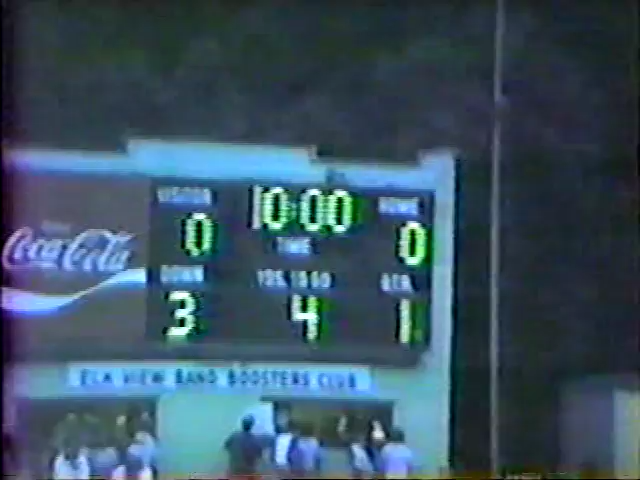 VISITOR 10:00 HOME
0 TIME 0
Coca-Cola
DOWN YDS. TO GO QTR.
3 4 1
ELK VIEW BAND BOOSTERS CLUB